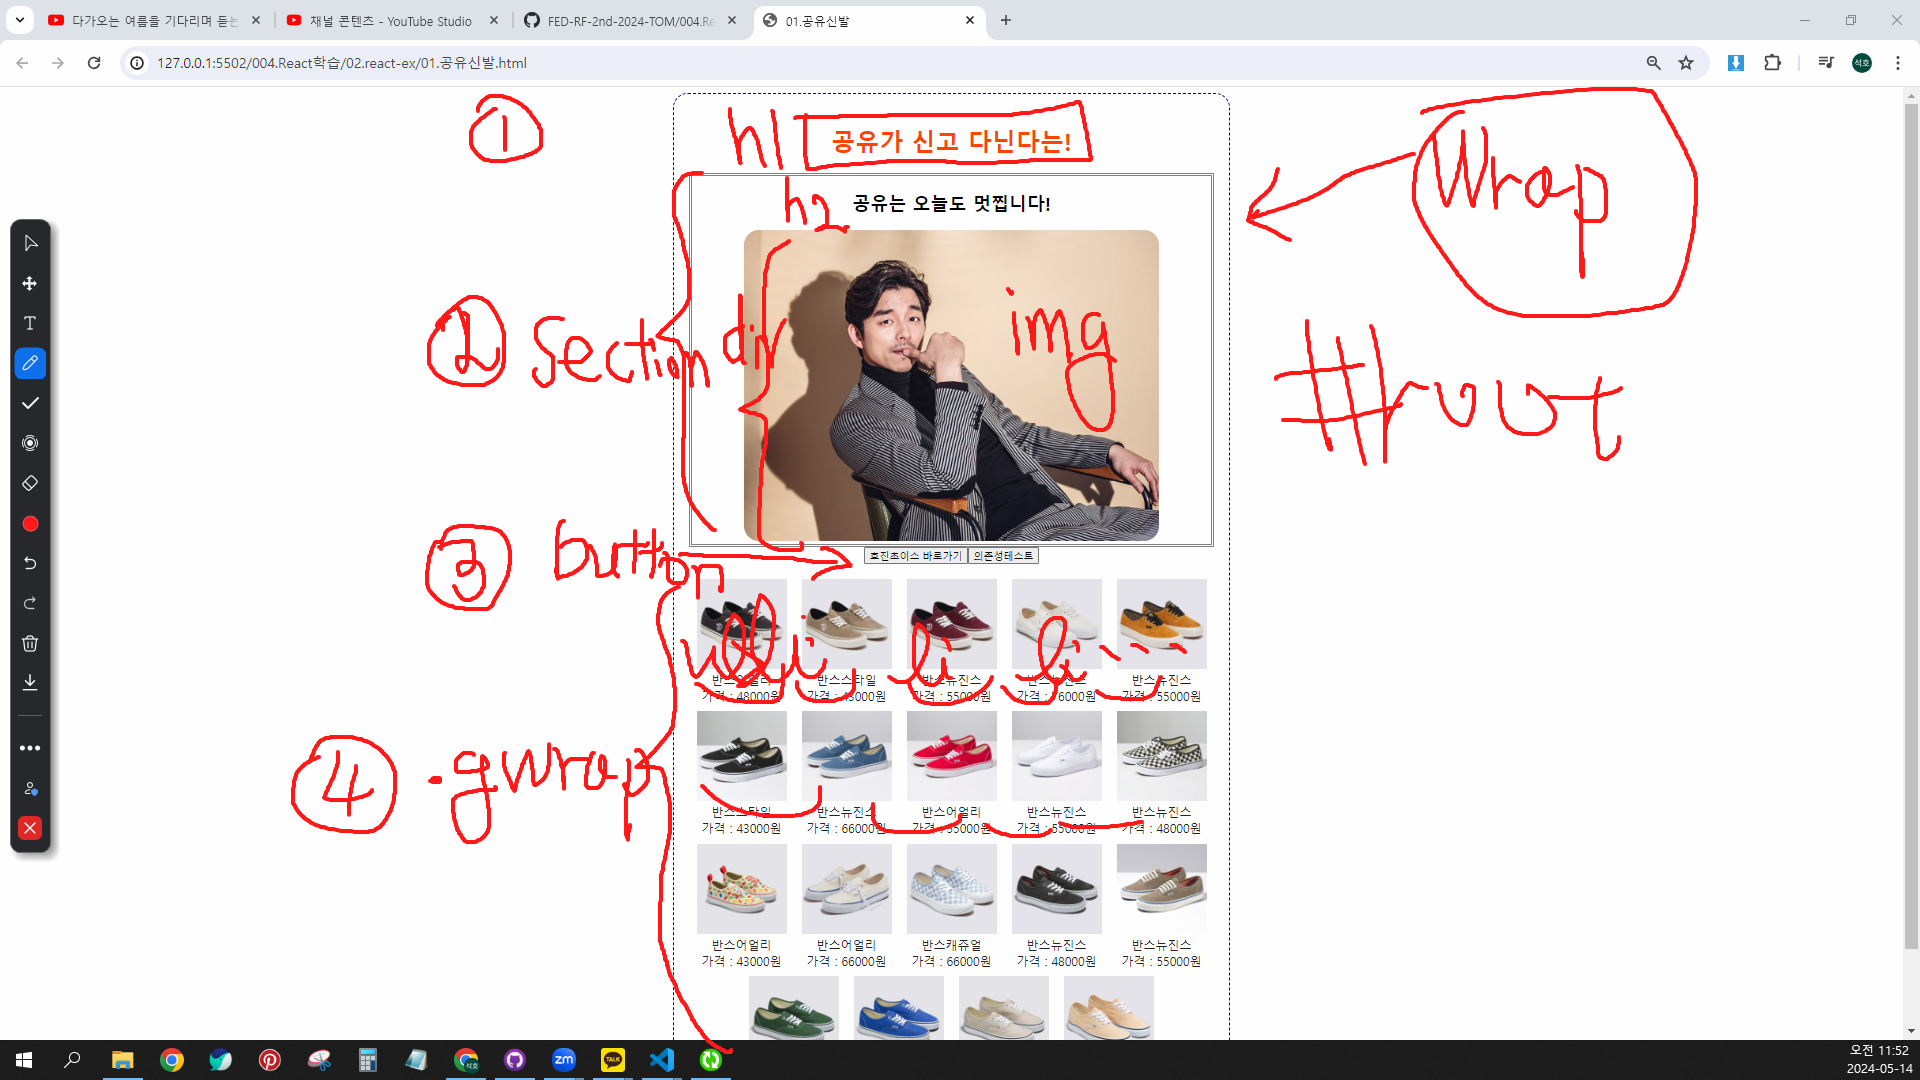 다가오는 여름을 기다리며 듣는
채널 콘텐츠 - YouTube Studio
FED-RF-2nd-2024-TOM/004.Re
01.공유신발
127.0.0.1:5502/004.React학습/02.react-ex/01.공유신발.html
석호
①
h1
공유가 신고 다닌다는!
Wrap
h2
공유는 오늘도 멋찝니다!
② Section
div
img
#root
③ button
효진초이스 바로가기
의존성테스트
ul li li li
가격 : 48000원
반스스타일
가격 : 43000원
반스뉴진스
가격 : 55000원
반스뉴진스
가격 : 76000원
반스뉴진스
가격 : 55000원
④ .gwrap
반스스타일
가격 : 43000원
반스뉴진스
가격 : 66000원
반스어얼리
가격 : 55000원
반스뉴진스
가격 : 55000원
반스뉴진스
가격 : 48000원
반스어얼리
가격 : 43000원
반스어얼리
가격 : 66000원
반스캐쥬얼
가격 : 66000원
반스뉴진스
가격 : 48000원
반스뉴진스
가격 : 55000원
석호
zm
TALK
오전 11:52
2024-05-14